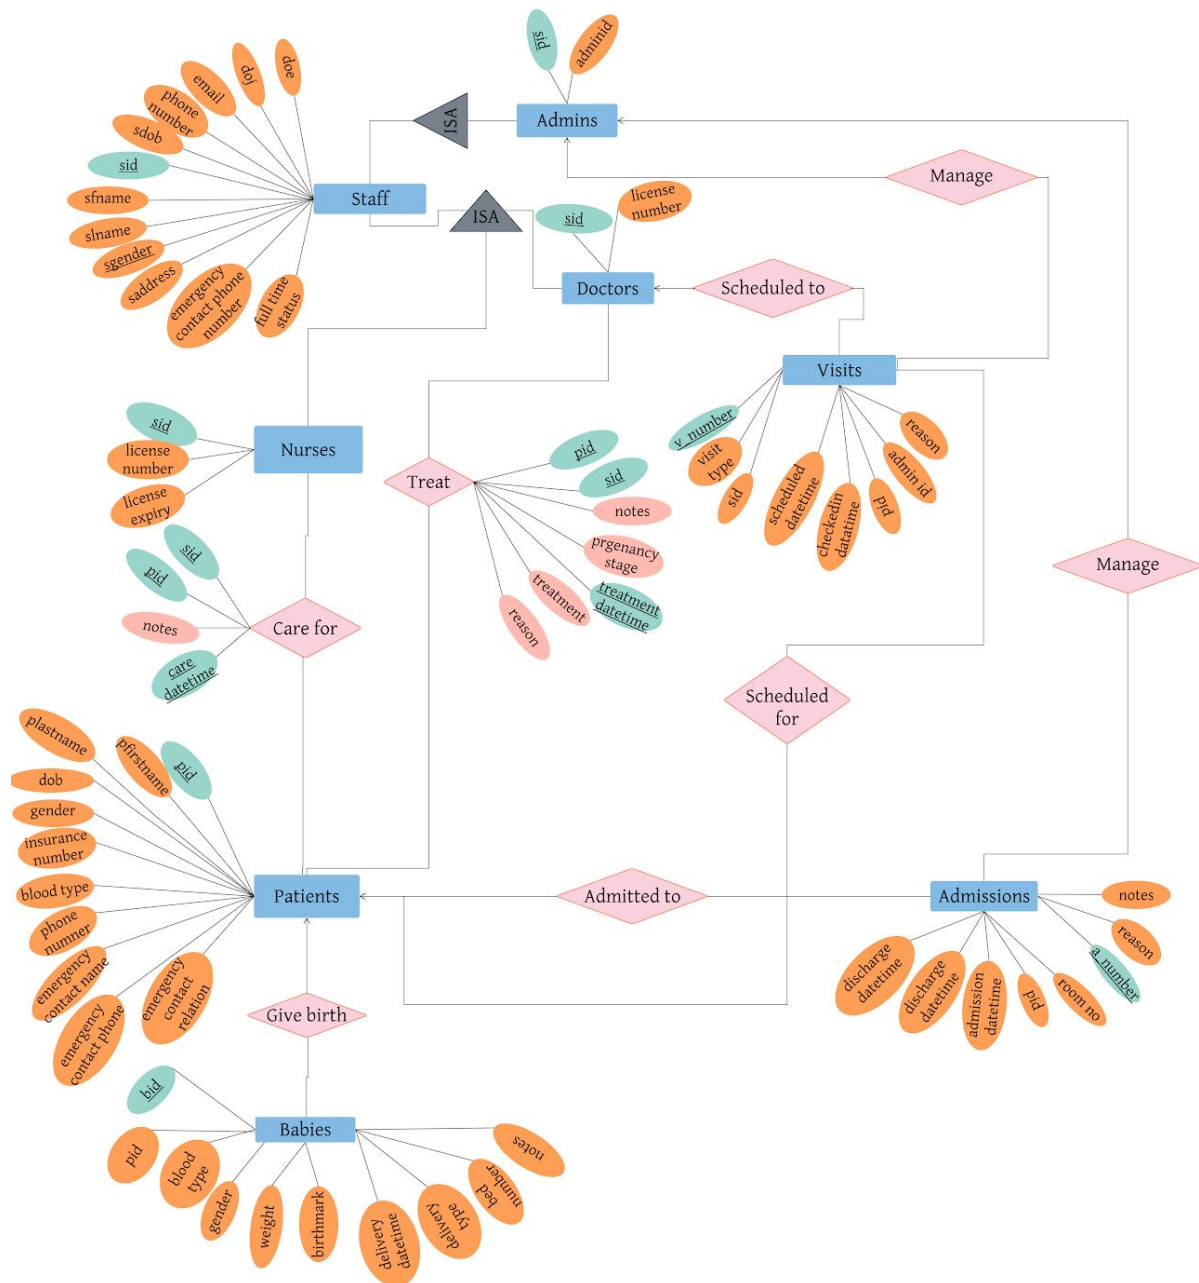 sid
adminid
doe
doj
email
phone
number
sdob
sid
sfname
slname
sgender
saddress
emergency
contact phone
number
full time
status
Staff
ISA
Admins
Manage
ISA
sid
license
number
Doctors
Scheduled to
Visits
v_number
visit
type
sid
scheduled
datetime
checkedin
datatime
pid
admin id
reason
sid
license
number
license
expiry
Nurses
Treat
pid
sid
notes
prgenancy
stage
treatment
datetime
treatment
reason
Manage
sid
pid
notes
care
datetime
Care for
Scheduled
for
plastname
pfirstname
pid
dob
gender
insurance
number
blood type
phone
numner
emergency
contact name
emergency
contact phone
emergency
contact
relation
Patients
Admitted to
Admissions
notes
reason
a_number
room no
pid
admission
datetime
discharge
datetime
discharge
datetime
Give birth
bid
Babies
pid
blood
type
gender
weight
birthmark
delivery
datetime
delivery
type
bed
number
notes